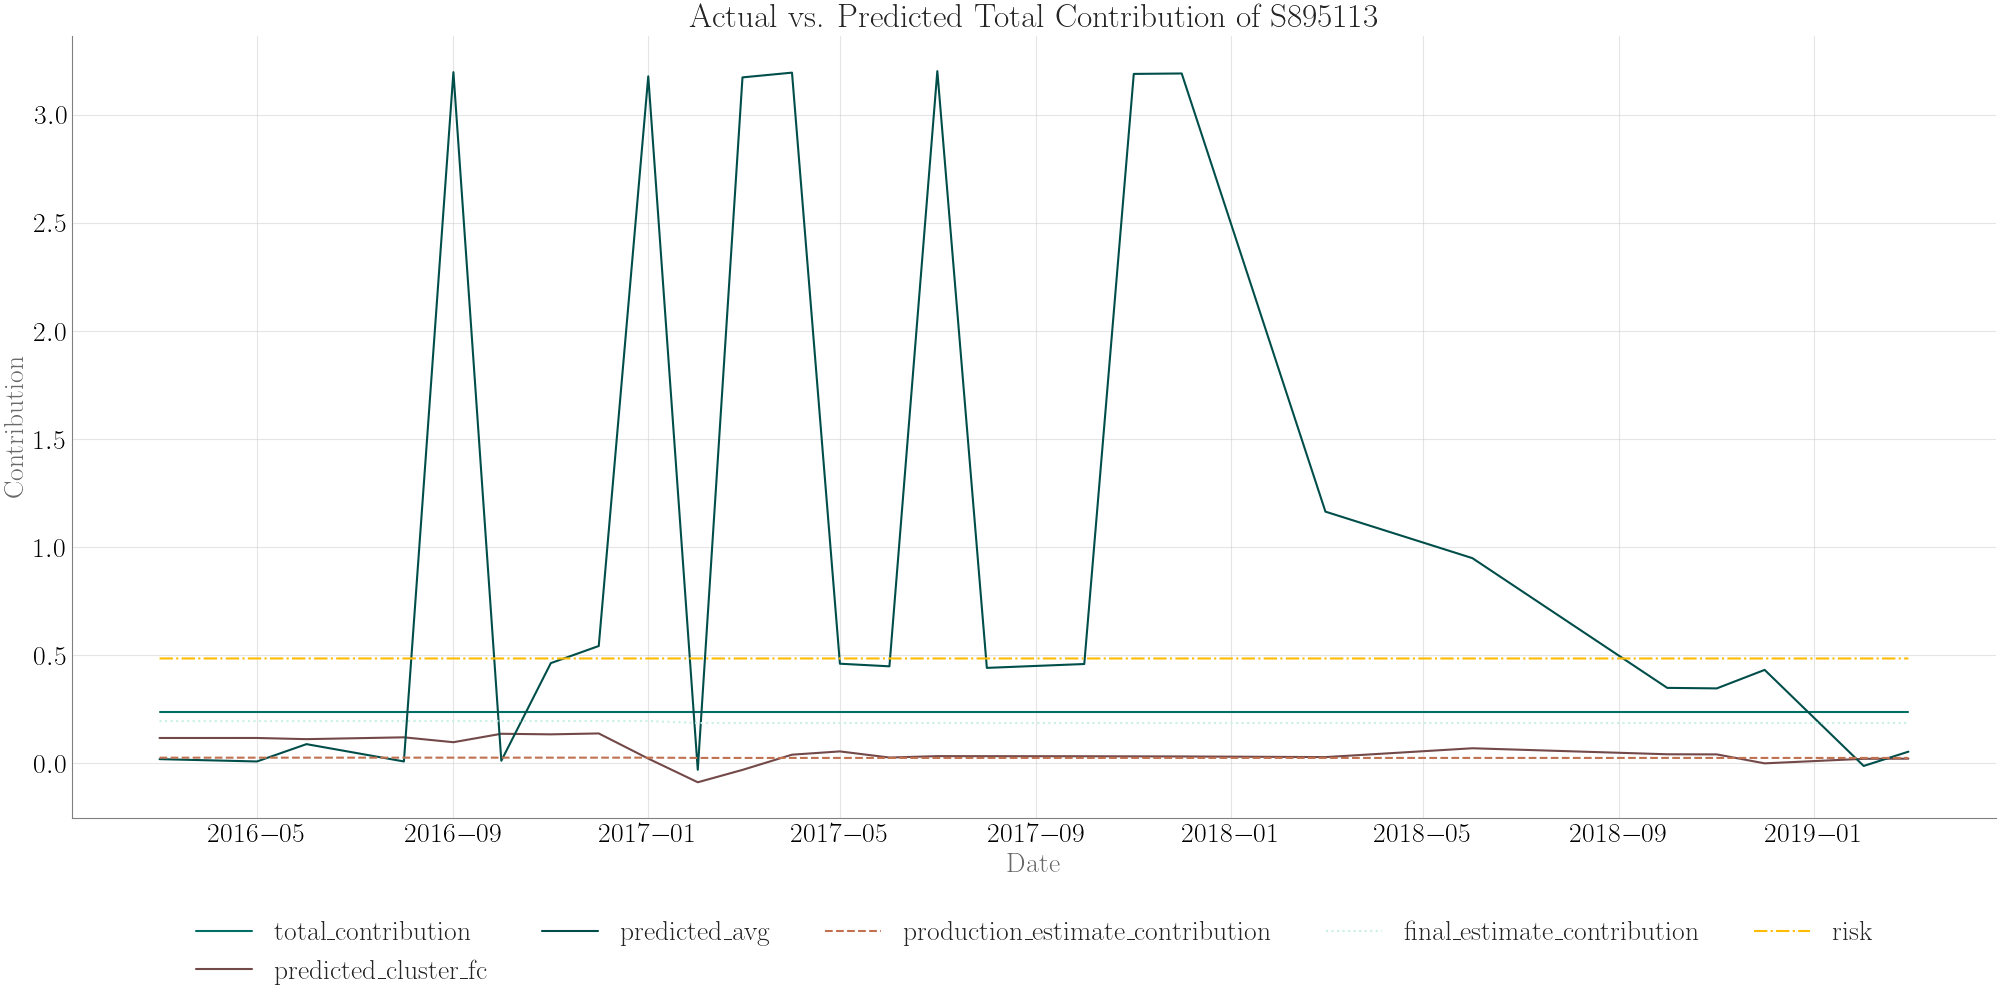 Actual vs. Predicted Total Contribution of S895113
Contribution
3.0
2.5
2.0
1.5
1.0
0.5
0.0
2016–05 2016–09 2017–01 2017–05 2017–09 2018–01 2018–05 2018–09 2019–01
Date
total_contribution predicted_avg production_estimate_contribution final_estimate_contribution risk
predicted_cluster_fc